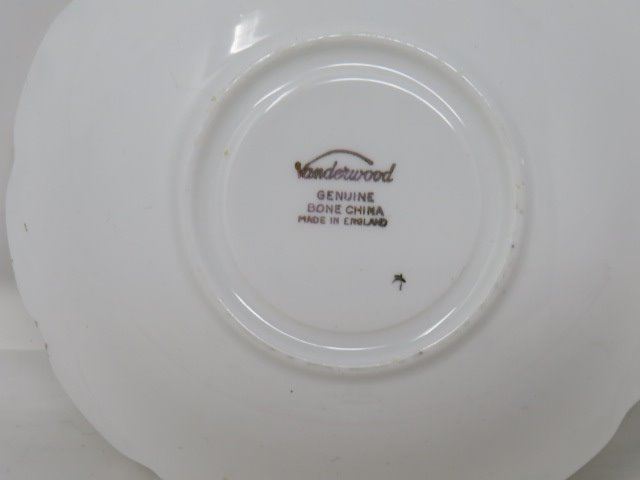 Vanderwood
GENUINE
BONE CHINA
MADE IN ENGLAND